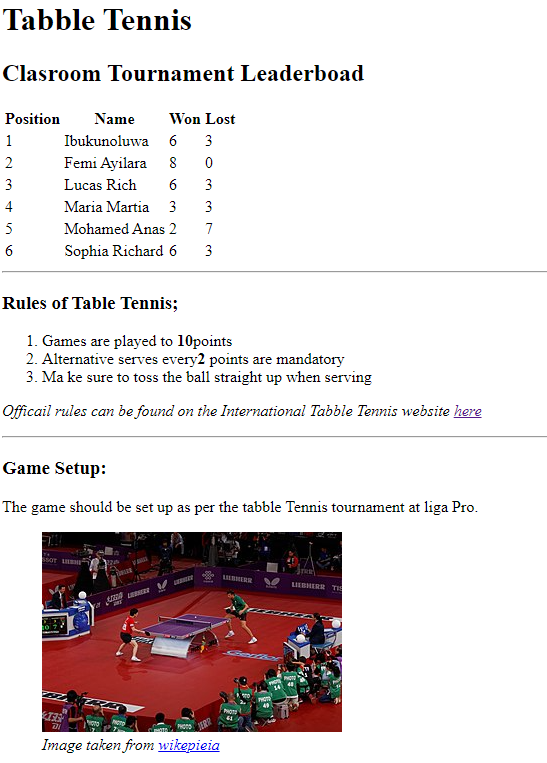 Tabble Tennis
Clasroom Tournament Leaderboad
Position Name Won Lost
1 Ibukunoluwa 6 3
2 Femi Ayilara 8 0
3 Lucas Rich 6 3
4 Maria Martia 3 3
5 Mohamed Anas 2 7
6 Sophia Richard 6 3
Rules of Table Tennis;
1. Games are played to 10points
2. Alternative serves every2 points are mandatory
3. Ma ke sure to toss the ball straight up when serving
Officail rules can be found on the International Tabble Tennis website here
Game Setup:
The game should be set up as per the tabble Tennis tournament at liga Pro.
LIEBHERR
LIEBHERR
PHOTO
PHOTO
PHOTO
Image taken from wikepieia